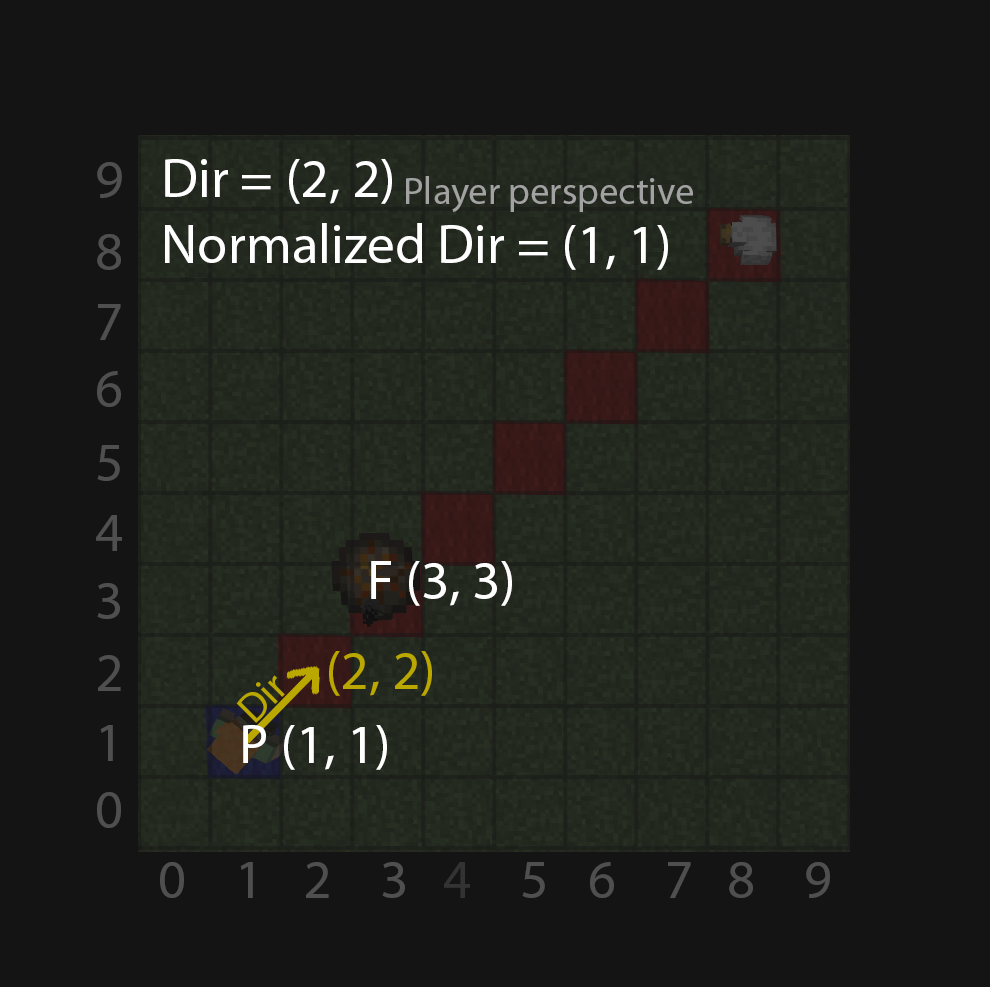 9
Dir = (2, 2) Player perspective
8
Normalized Dir = (1, 1)
7
6
5
4
3
F (3, 3)
2
Dir (2, 2)
1
P (1, 1)
0
0 1 2 3 4 5 6 7 8 9